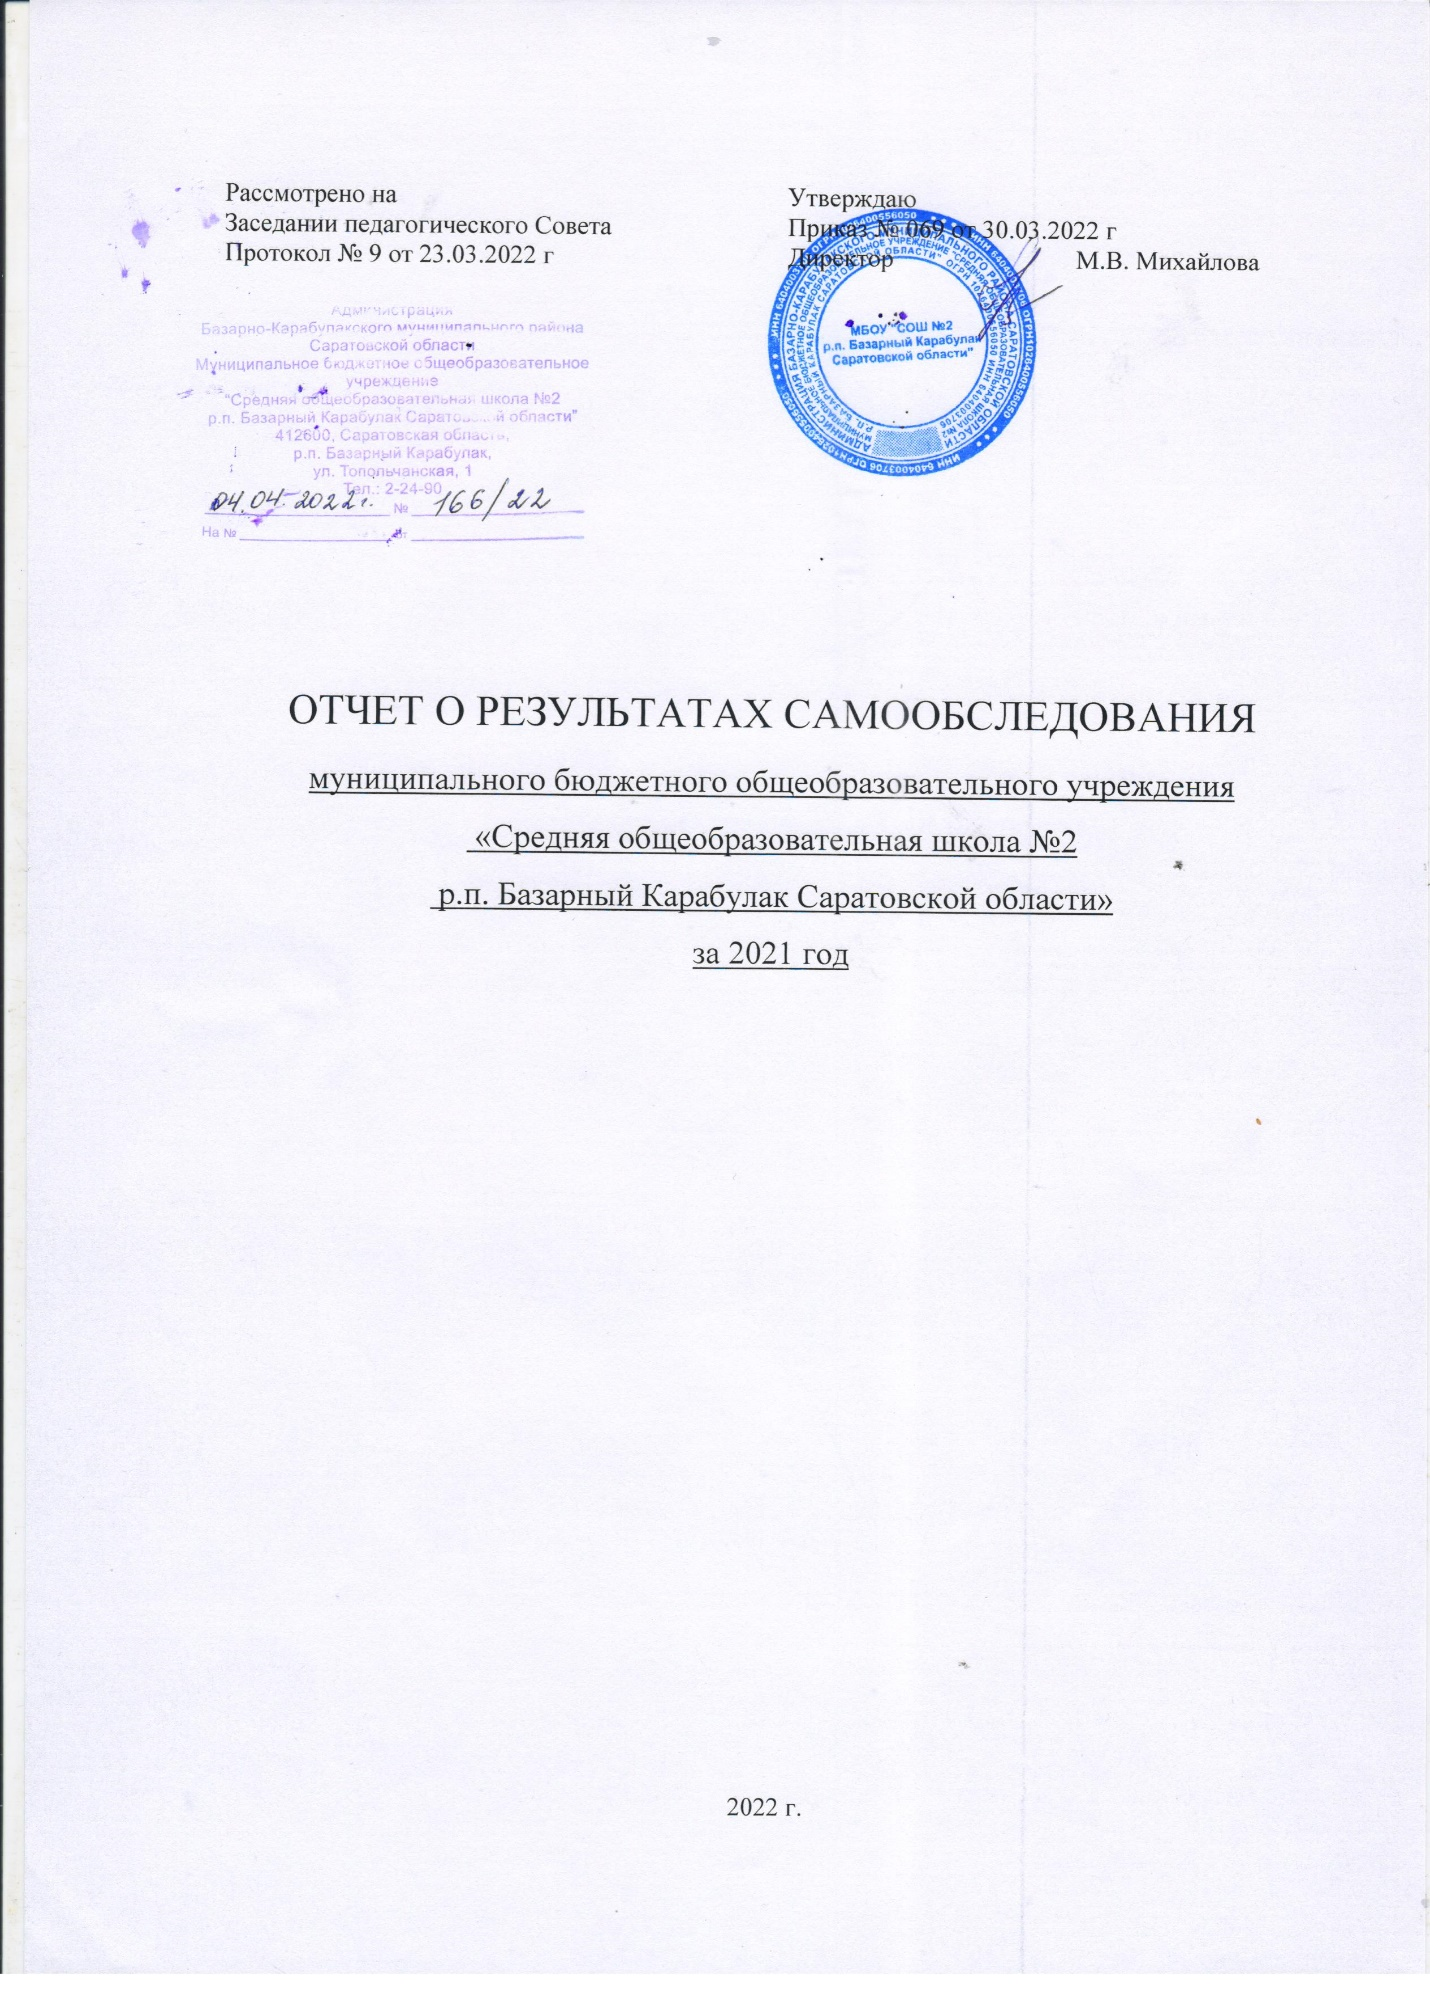 Рассмотрено на
Заседании педагогического Совета
Протокол № 9 от 23.03.2022 г
Утверждаю
Приказ № 069 от 30.03.2022 г
Директор М.В. Михайлова
Администрация
Базарно-Карабулакского муниципального района
Саратовской области
Муниципальное бюджетное общеобразовательное
учреждение
"Средняя общеобразовательная школа №2
р.п. Базарный Карабулак Саратовской области"
412600, Саратовская область,
р.п. Базарный Карабулак,
ул. Топольчанская, 1
Тел.: 2-24-90
04.04.2022г. № 166/22
На № от
МБОУ "СОШ №2
р.п. Базарный Карабулак
Саратовской области"
ОТЧЕТ О РЕЗУЛЬТАТАХ САМООБСЛЕДОВАНИЯ
муниципального бюджетного общеобразовательного учреждения
«Средняя общеобразовательная школа №2
р.п. Базарный Карабулак Саратовской области»
за 2021 год
2022 г.